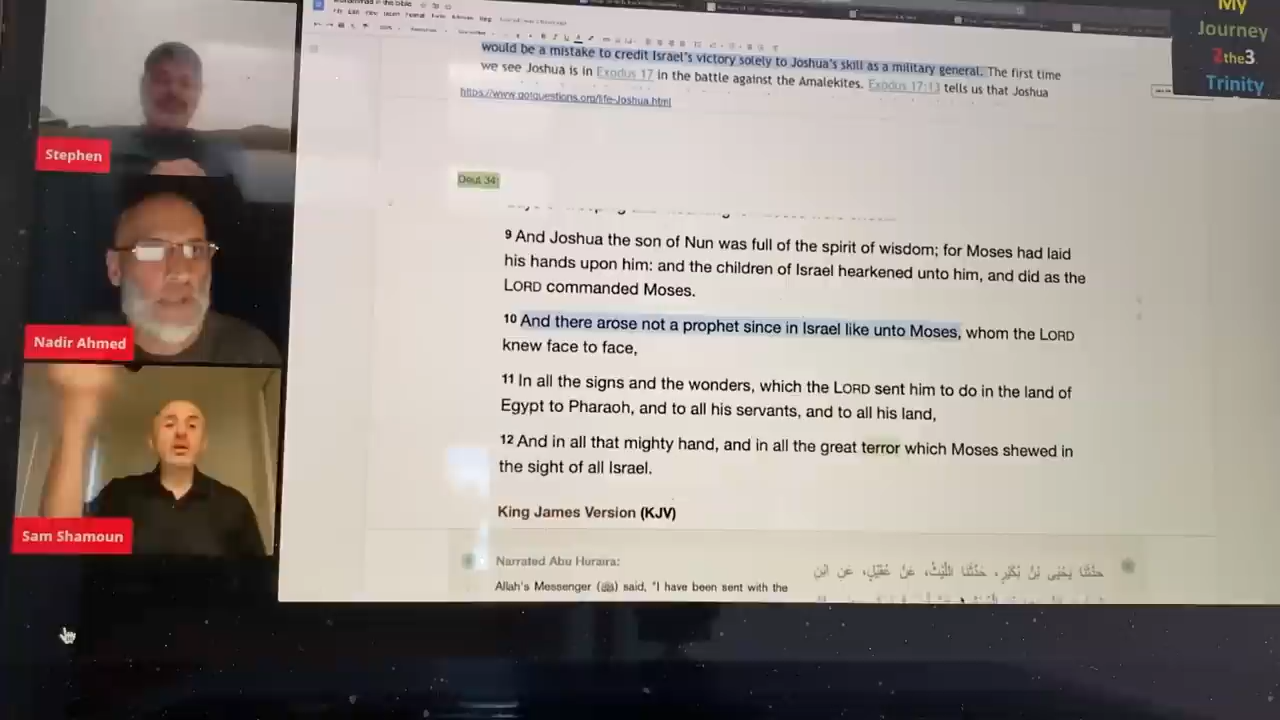 My
Journey
2the3
Trinity
would be a mistake to credit Israel's victory solely to Joshua's skill as a military general. The first time
we see Joshua is in Exodus 17 in the battle against the Amalekites. Exodus 17:13 tells us that Joshua
https://www.gotquestions.org/life-Joshua.html
Stephen
Deut 34:
9 And Joshua the son of Nun was full of the spirit of wisdom; for Moses had laid
his hands upon him: and the children of Israel hearkened unto him, and did as the
LORD commanded Moses.
10 And there arose not a prophet since in Israel like unto Moses, whom the LORD
knew face to face,
Nadir Ahmed
11 In all the signs and the wonders, which the LORD sent him to do in the land of
Egypt to Pharaoh, and to all his servants, and to all his land,
12 And in all that mighty hand, and in all the great terror which Moses shewed in
the sight of all Israel.
King James Version (KJV)
Sam Shamoun
Narrated Abu Huraira:
حَدَّثَنَا يَحْيَى بْنُ بُكَيْرٍ، حَدَّثَنَا اللَّيْثُ، عَنْ عُقَيْلٍ، عَنِ ابْنِ
Allah's Messenger (ﷺ) said, "I have been sent with the